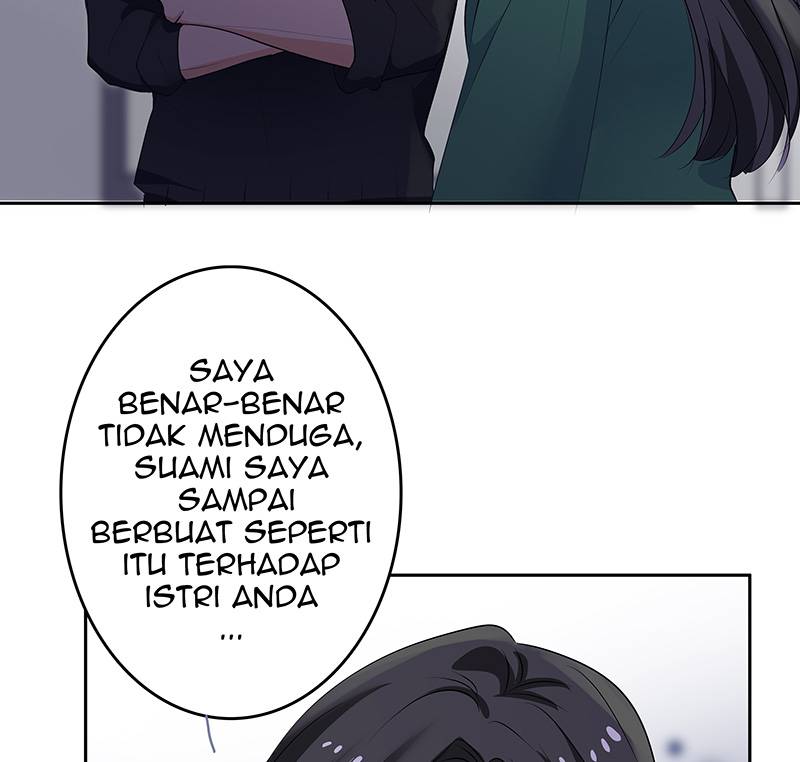 SAYA
BENAR-BENAR
TIDAK MENDUGA,
SUAMI SAYA
SAMPAI
BERBUAT SEPERTI
ITU TERHADAP
ISTRI ANDA
...